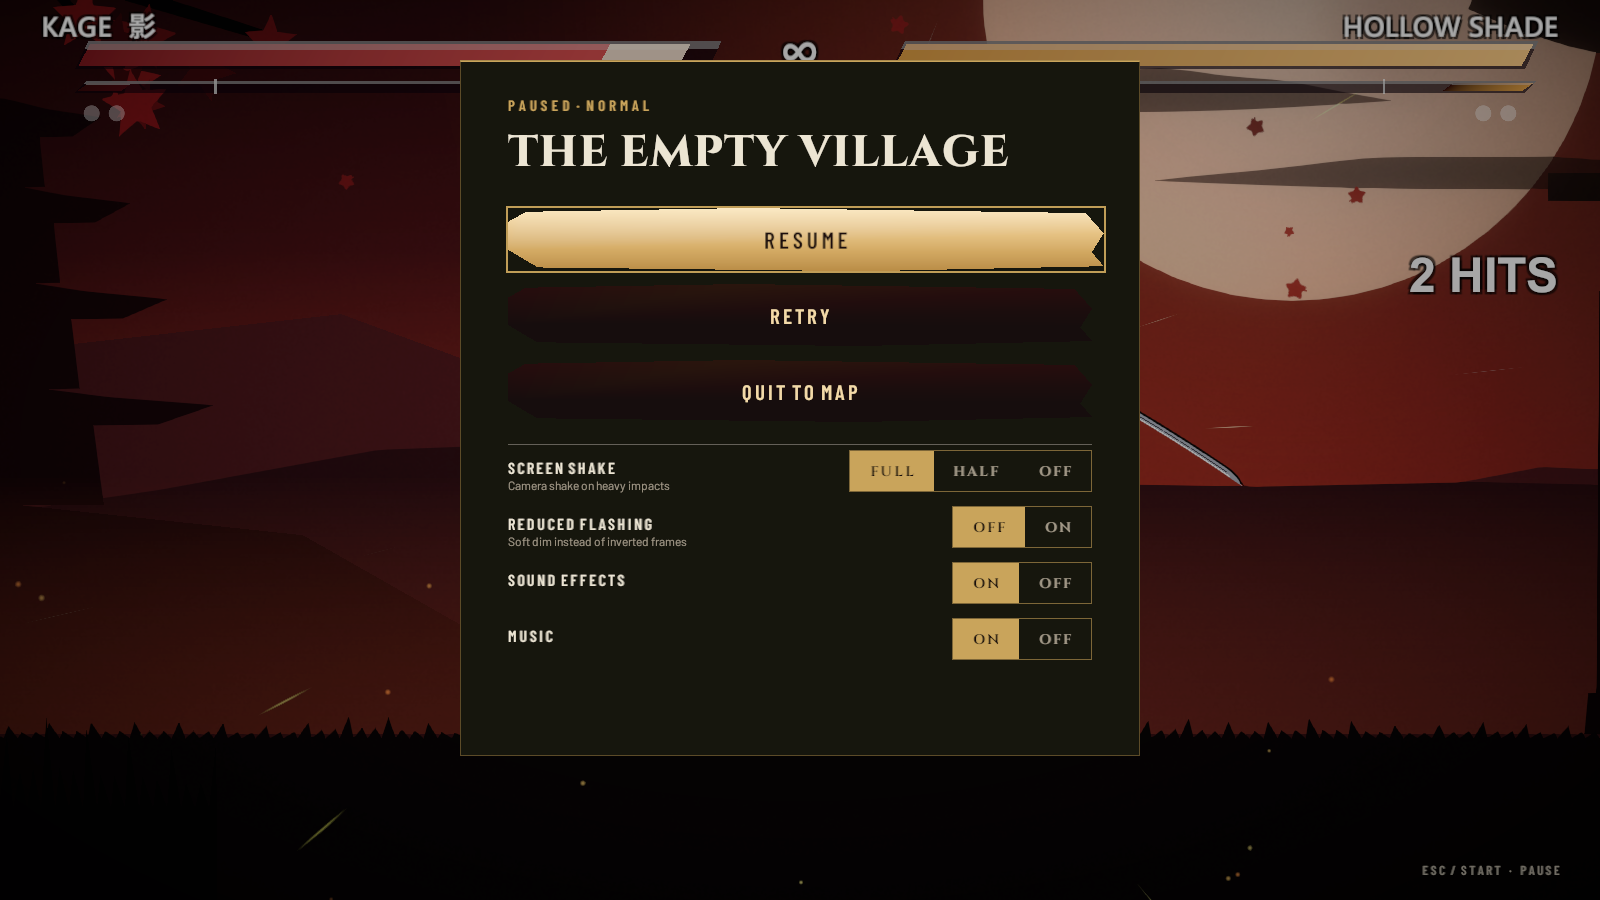 KAGE 影
HOLLOW SHADE
∞
PAUSED · NORMAL
THE EMPTY VILLAGE
RESUME
RETRY
QUIT TO MAP
2 HITS
SCREEN SHAKE
Camera shake on heavy impacts
FULL HALF OFF
REDUCED FLASHING
Soft dim instead of inverted frames
OFF ON
SOUND EFFECTS
ON OFF
MUSIC
ON OFF
ESC / START · PAUSE